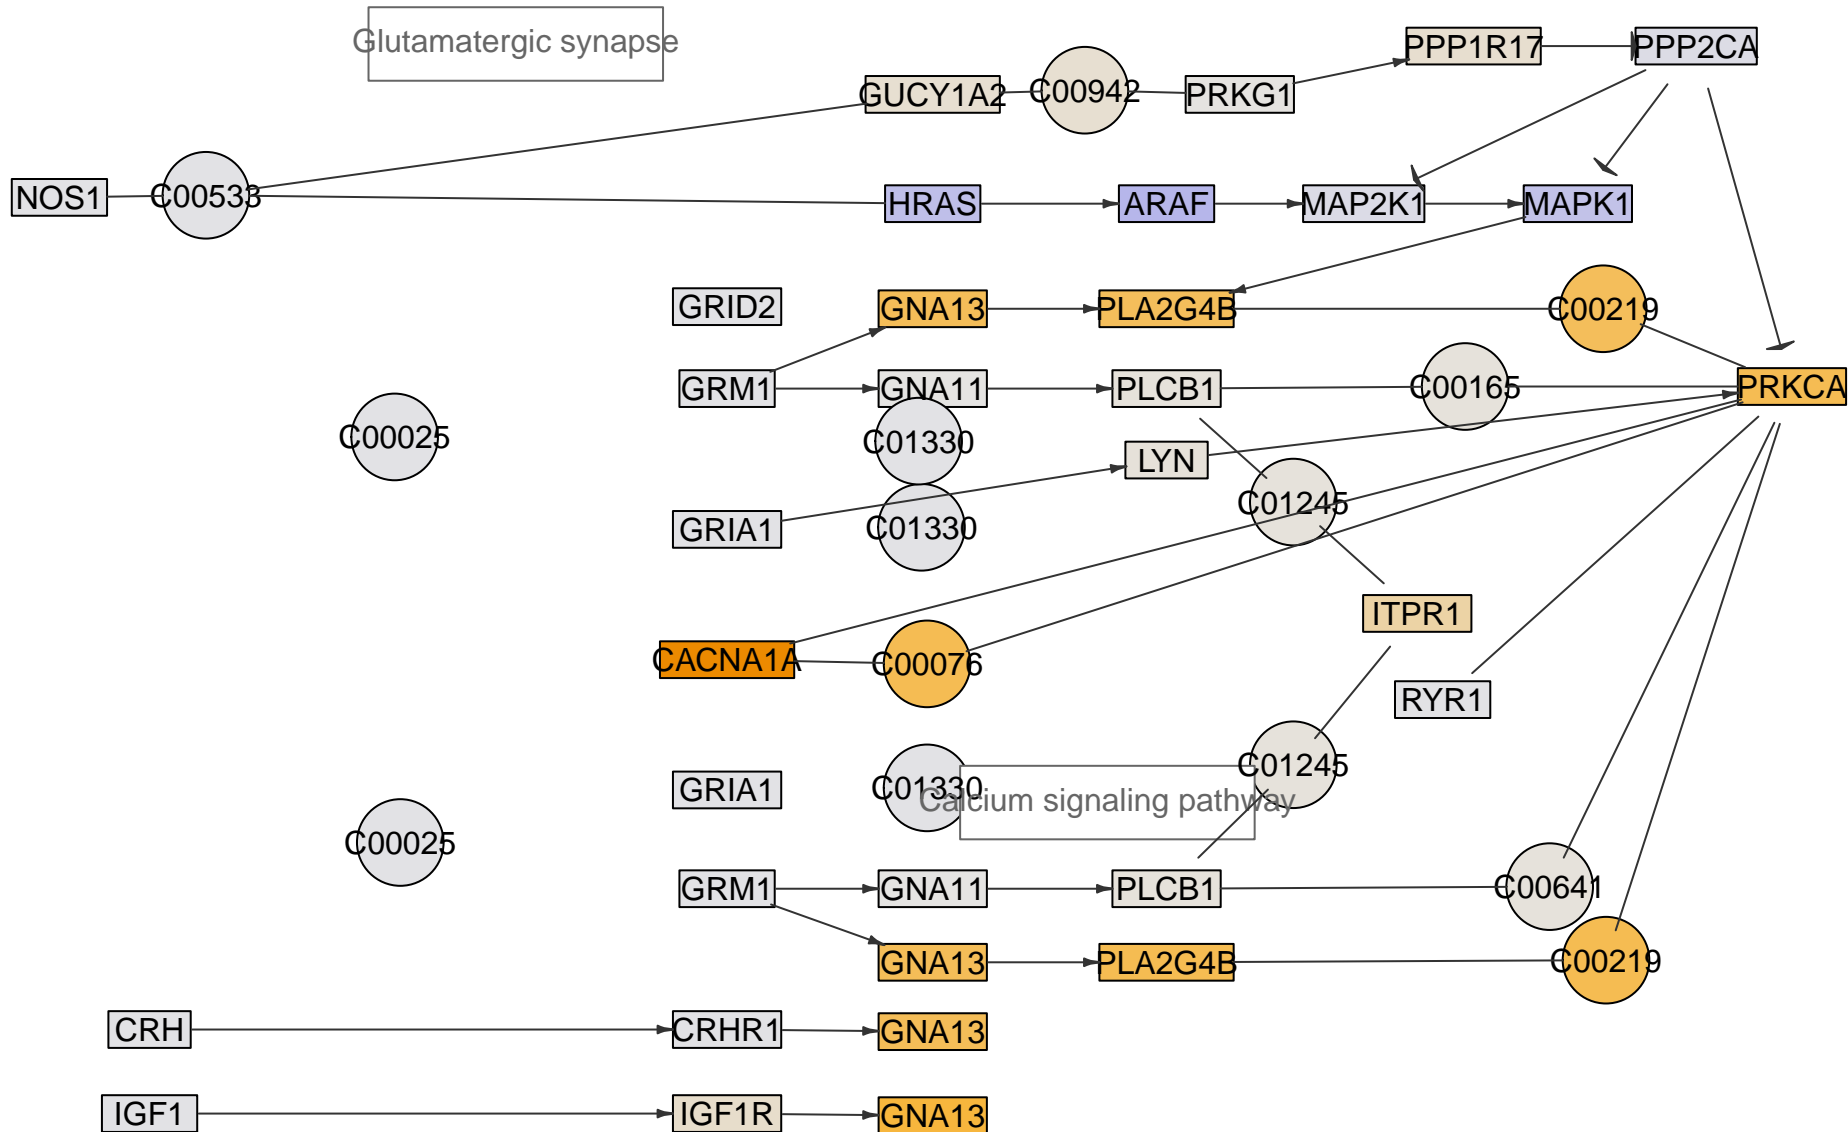 Glutamatergic synapse
PPP1R17
PPP2CA
GUCY1A2
C00942
PRKG1
NOS1
C00533
HRAS
ARAF
MAP2K1
MAPK1
GRID2
GNA13
PLA2G4B
C00219
GRM1
GNA11
PLCB1
C00165
PRKCA
C00025
C01330
LYN
C01245
GRIA1
C01330
ITPR1
CACNA1A
C00076
RYR1
C01245
GRIA1
C01330
Calcium signaling pathway
C00025
GRM1
GNA11
PLCB1
C00641
GNA13
PLA2G4B
C00219
CRH
CRHR1
GNA13
IGF1
IGF1R
GNA13